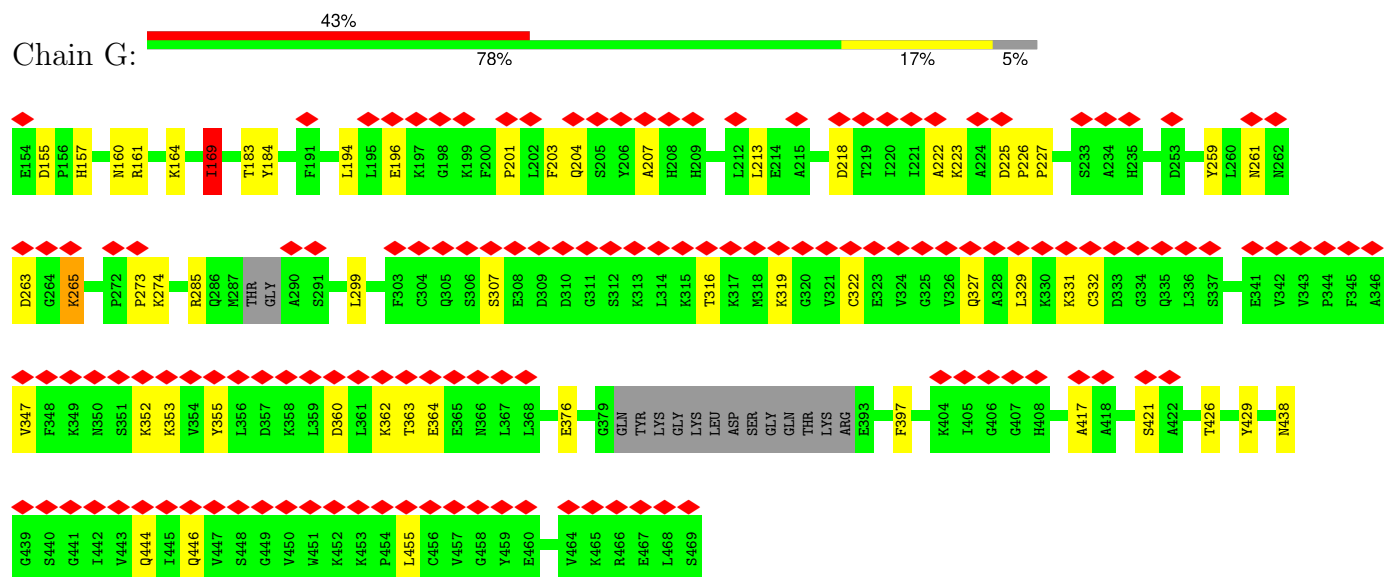 43%
Chain G:
78% 17% 5%
E154 D155 P156 H157 N160 R161 K164 I169 T183 Y184 F191 L194 L195 E196 K197 G198 K199 F200 P201 L202 F203 Q204 S205 Y206 A207 H208 H209 L212 L213 E214 A215 D218 T219 I220 I221 A222 K223 A224 D225 P226 P227 S233 A234 H235 D253 Y259 L260 N261 N262
D263 G264 K265 P272 P273 K274 R285 Q286 M287 THR GLY A290 S291 L299 F303 C304 Q305 S306 S307 E308 D309 D310 G311 S312 K313 L314 K315 T316 K317 M318 K319 G320 V321 C322 E323 V324 G325 V326 Q327 A328 L329 K330 K331 C332 D333 G334 Q335 L336 S337 E341 V342 V343 P344 F345 A346
V347 F348 K349 N350 S351 K352 K353 V354 Y355 L356 D357 K358 L359 D360 L361 K362 T363 E364 E365 N366 L367 L368 E376 G379 GLN TYR LYS GLY LYS LEU ASP SER GLY GLN THR LYS ARG E393 F397 K404 I405 G406 G407 H408 A417 A418 S421 A422 T426 Y429 N438
G439 S440 G441 I442 V443 Q444 I445 Q446 V447 S448 G449 V450 W451 K452 K453 P454 L455 C456 V457 G458 Y459 E460 V464 K465 R466 E467 L468 S469